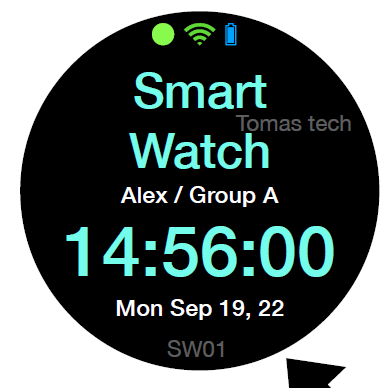 Smart
Tomas tech
Watch
Alex / Group A
14:56:00
Mon Sep 19, 22
SW01